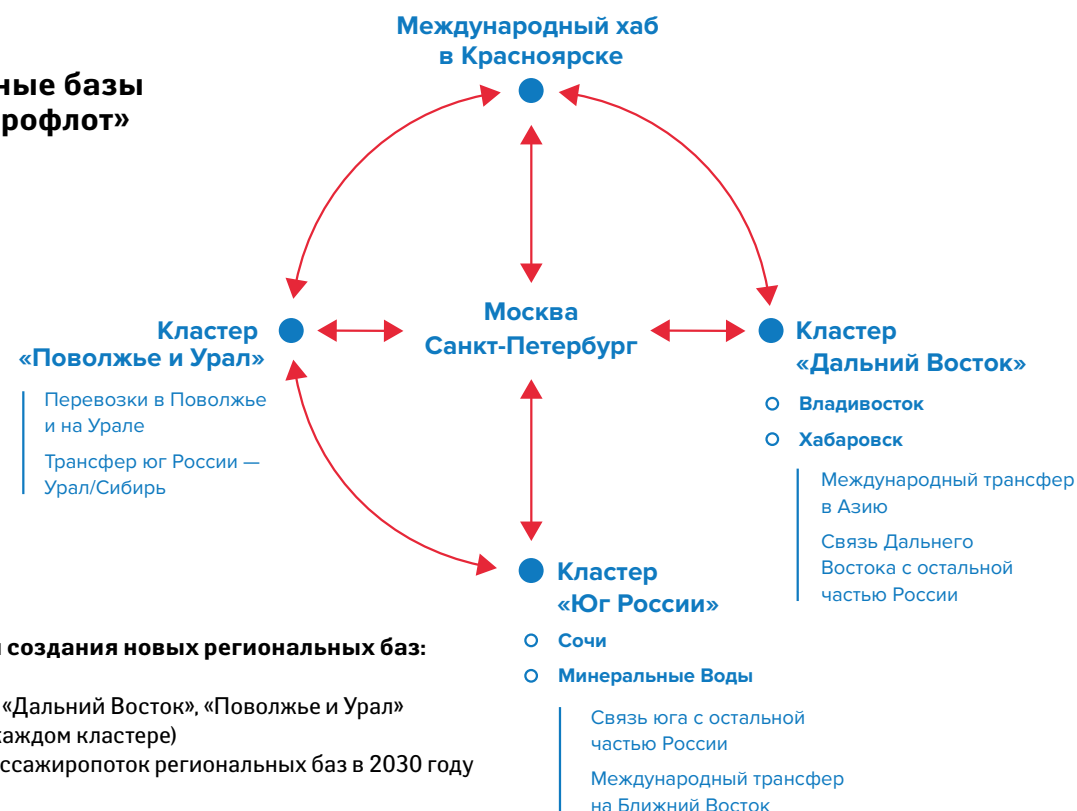 Международный хаб
в Красноярске
ные базы
рофлот»
Москва
Санкт-Петербург
Кластер
«Поволжье и Урал»
Перевозки в Поволжье
и на Урале
Трансфер юг России —
Урал/Сибирь
Кластер
«Дальний Восток»
Владивосток
Хабаровск
Международный трансфер
в Азию
Связь Дальнего
Востока с остальной
частью России
Кластер
«Юг России»
Сочи
Минеральные Воды
Связь юга с остальной
частью России
Международный трансфер
на Ближний Восток
создания новых региональных баз:
«Дальний Восток», «Поволжье и Урал»
каждом кластере)
ссажиропоток региональных баз в 2030 году